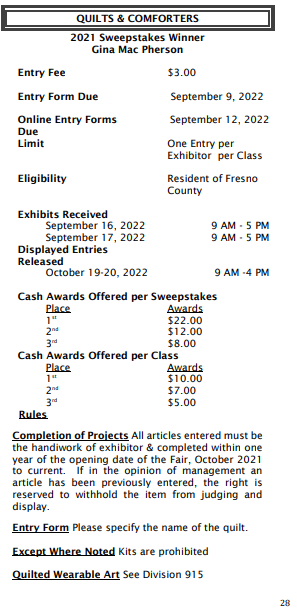 QUILTS & COMFORTERS
2021 Sweepstakes Winner
Gina Mac Pherson
Entry Fee $3.00
Entry Form Due September 9, 2022
Online Entry Forms September 12, 2022
Due
Limit One Entry per
Exhibitor per Class
Eligibility Resident of Fresno
County
Exhibits Received
September 16, 2022 9 AM - 5 PM
September 17, 2022 9 AM - 5 PM
Displayed Entries
Released
October 19-20, 2022 9 AM -4 PM
Cash Awards Offered per Sweepstakes
Place Awards
1st $22.00
2nd $12.00
3rd $8.00
Cash Awards Offered per Class
Place Awards
1st $10.00
2nd $7.00
3rd $5.00
Rules
Completion of Projects All articles entered must be
the handiwork of exhibitor & completed within one
year of the opening date of the Fair, October 2021
to current. If in the opinion of management an
article has been previously entered, the right is
reserved to withhold the item from judging and
display.
Entry Form Please specify the name of the quilt.
Except Where Noted Kits are prohibited
Quilted Wearable Art See Division 915
28